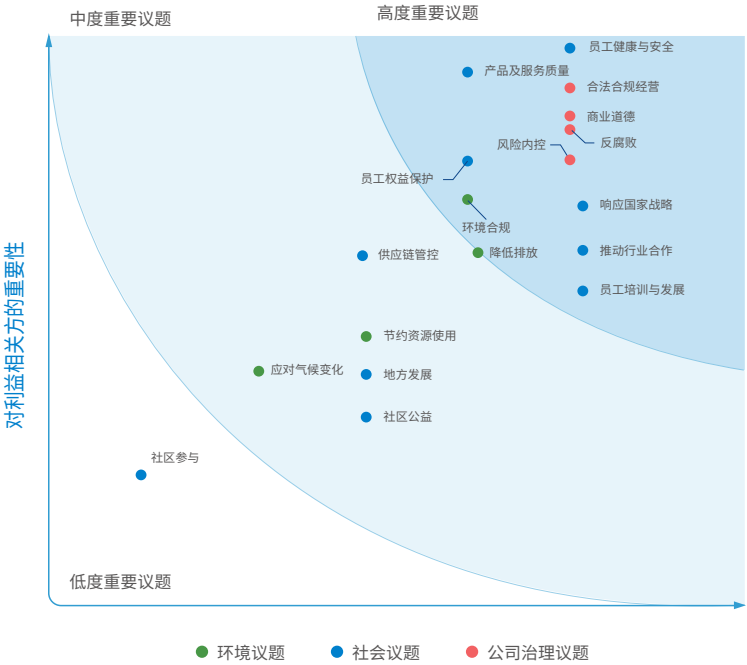 中度重要议题
高度重要议题
员工健康与安全
产品及服务质量
合法合规经营
商业道德
风险内控
反腐败
员工权益保护
响应国家战略
环境合规
供应链管控
降低排放
推动行业合作
员工培训与发展
节约资源使用
应对气候变化
地方发展
社区公益
社区参与
低度重要议题
对利益相关方的重要性
环境议题
社会议题
公司治理议题